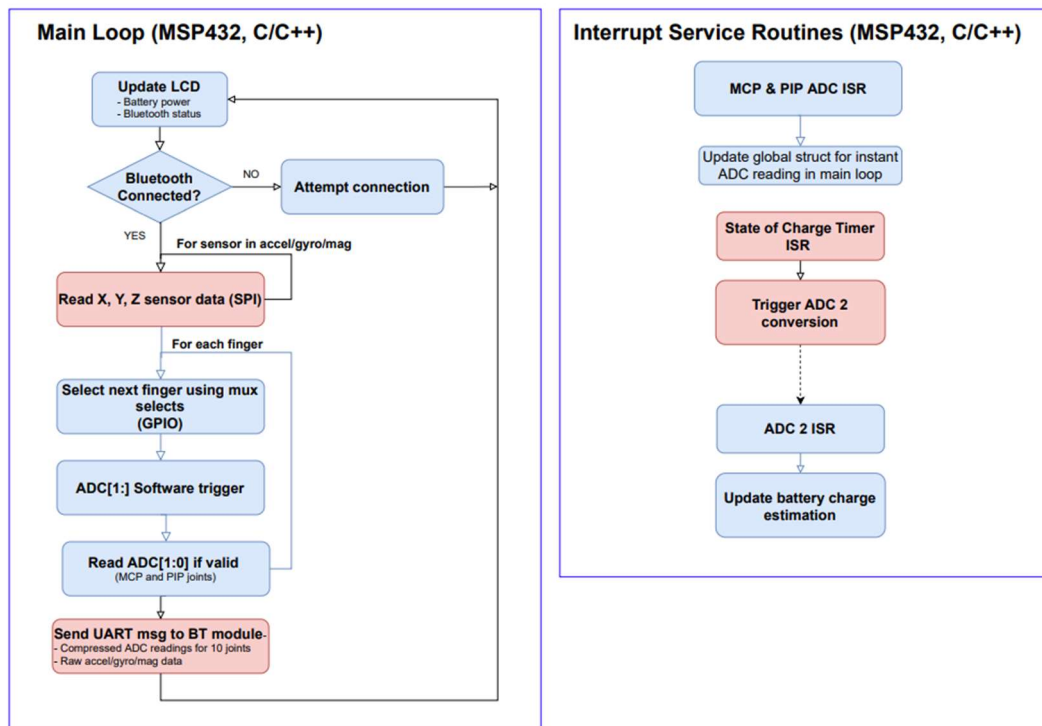 Main Loop (MSP432, C/C++)
Update LCD
- Battery power
- Bluetooth status
Bluetooth
Connected?
NO
Attempt connection
YES
For sensor in accel/gyro/mag
Read X, Y, Z sensor data (SPI)
For each finger
Select next finger using mux
selects
(GPIO)
ADC[1:] Software trigger
Read ADC[1:0] if valid
(MCP and PIP joints)
Send UART msg to BT module-
- Compressed ADC readings for 10 joints
- Raw accel/gyro/mag data
Interrupt Service Routines (MSP432, C/C++)
MCP & PIP ADC ISR
Update global struct for instant
ADC reading in main loop
State of Charge Timer
ISR
Trigger ADC 2
conversion
ADC 2 ISR
Update battery charge
estimation